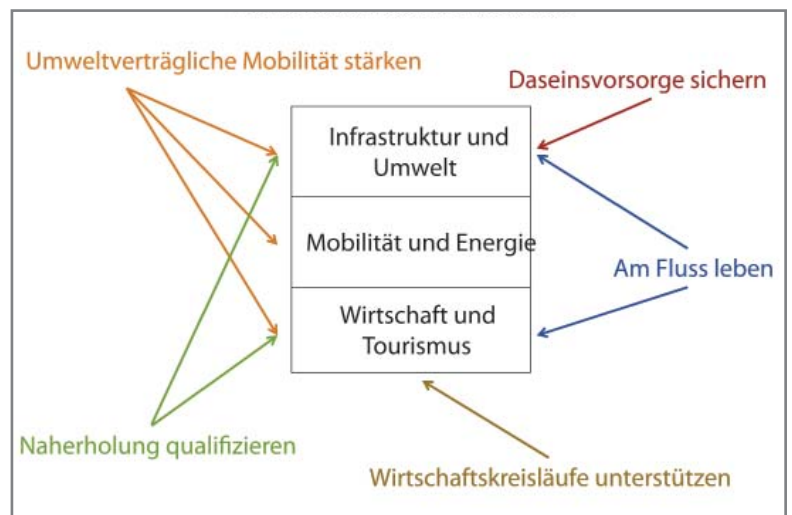 Umweltverträgliche Mobilität stärken
Daseinsvorsorge sichern
Infrastruktur und
Umwelt
Mobilität und Energie
Am Fluss leben
Wirtschaft und
Tourismus
Naherholung qualifizieren
Wirtschaftskreisläufe unterstützen